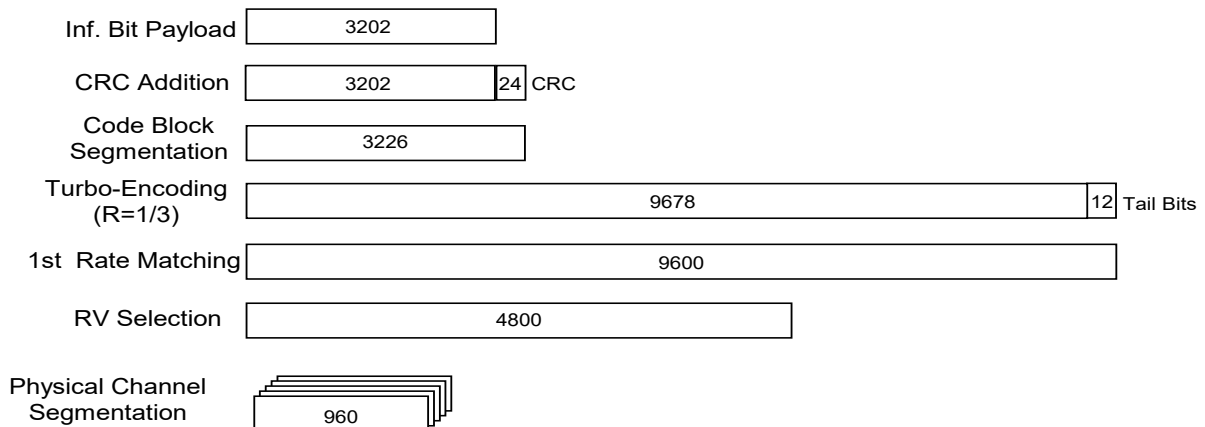 Inf. Bit Payload 3202
CRC Addition 3202 24 CRC
Code Block
Segmentation 3226
Turbo-Encoding
(R=1/3) 9678 12 Tail Bits
1st Rate Matching 9600
RV Selection 4800
Physical Channel
Segmentation 960